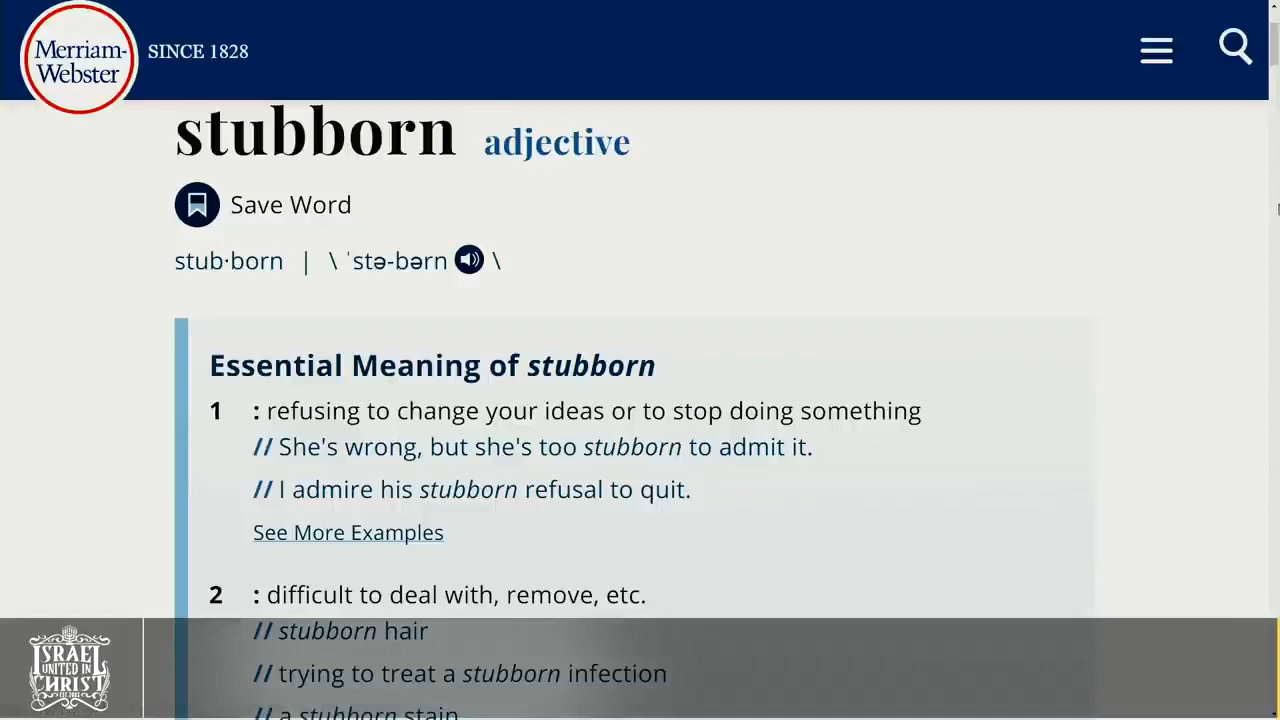 Merriam-
Webster
SINCE 1828
stubborn adjective
Save Word
stub·born | \ ˈstə-bərn \
Essential Meaning of stubborn
1 : refusing to change your ideas or to stop doing something
// She's wrong, but she's too stubborn to admit it.
// I admire his stubborn refusal to quit.
See More Examples
2 : difficult to deal with, remove, etc.
// stubborn hair
// trying to treat a stubborn infection
// a stubborn stain
ISRAEL
UNITED IN
CHRIST